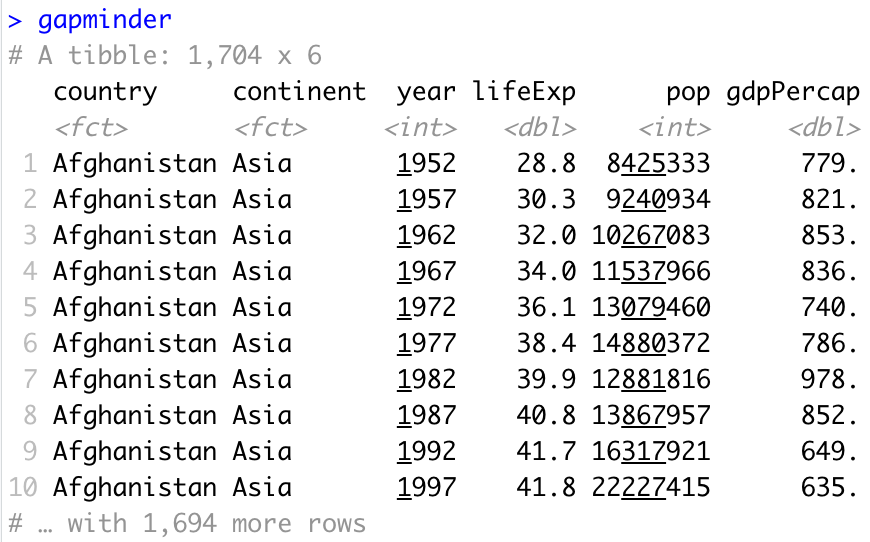 > gapminder
# A tibble: 1,704 x 6
country continent year lifeExp pop gdpPercap
<fct> <fct> <int> <dbl> <int> <dbl>
1 Afghanistan Asia 1952 28.8 8425333 779.
2 Afghanistan Asia 1957 30.3 9240934 821.
3 Afghanistan Asia 1962 32.0 10267083 853.
4 Afghanistan Asia 1967 34.0 11537966 836.
5 Afghanistan Asia 1972 36.1 13079460 740.
6 Afghanistan Asia 1977 38.4 14880372 786.
7 Afghanistan Asia 1982 39.9 12881816 978.
8 Afghanistan Asia 1987 40.8 13867957 852.
9 Afghanistan Asia 1992 41.7 16317921 649.
10 Afghanistan Asia 1997 41.8 22227415 635.
# … with 1,694 more rows